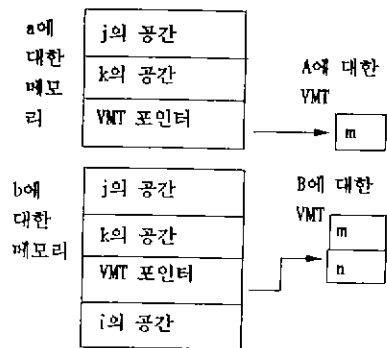 a에
대한
메모
리
j의 공간
k의 공간
VMT 포인터
A에 대한
VMT
m
b에
대한
메모리
j의 공간
k의 공간
VMT 포인터
i의 공간
B에 대한
VMT
m
n